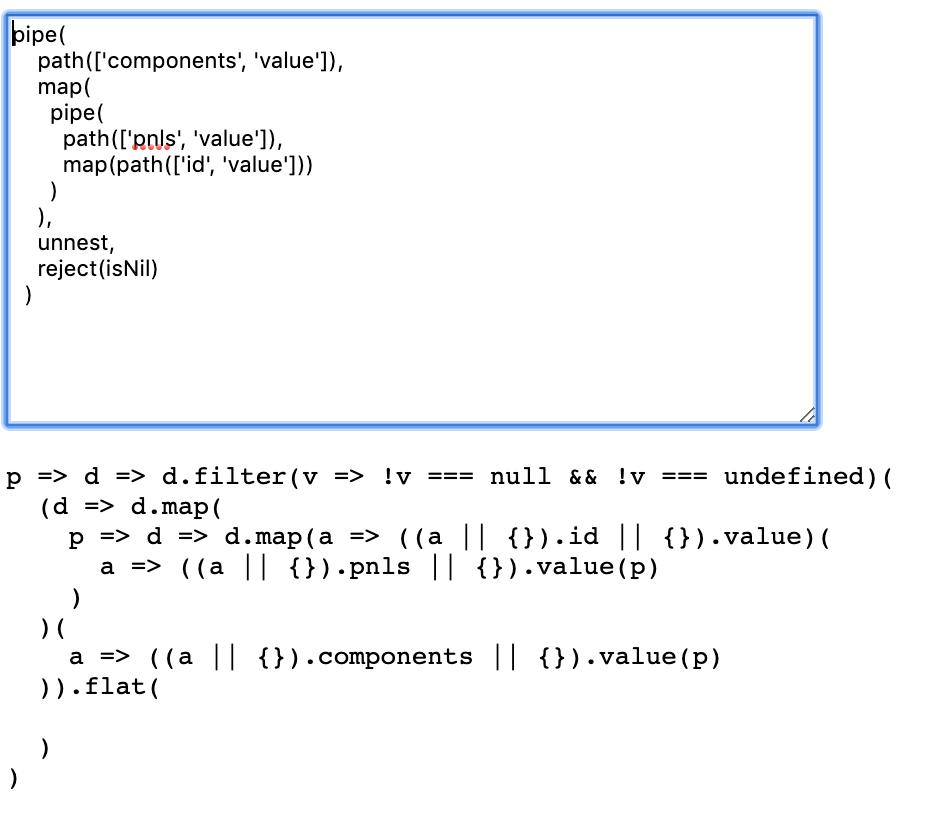 pipe(
    path(['components', 'value']),
    map(
      pipe(
        path(['pnls', 'value']),
        map(path(['id', 'value']))
      )
    ),
    unnest,
    reject(isNil)
  )
p => d => d.filter(v => !v === null && !v === undefined)(
  (d => d.map(
    p => d => d.map(a => ((a || {}).id || {}).value)(
      a => ((a || {}).pnls || {}).value(p)
    )
  )(
    a => ((a || {}).components || {}).value(p)
  )).flat(
  )
)